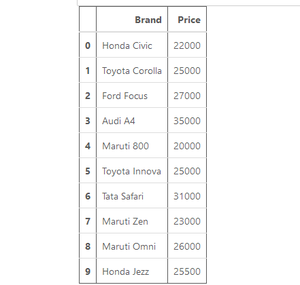 Brand Price
0 Honda Civic 22000
1 Toyota Corolla 25000
2 Ford Focus 27000
3 Audi A4 35000
4 Maruti 800 20000
5 Toyota Innova 25000
6 Tata Safari 31000
7 Maruti Zen 23000
8 Maruti Omni 26000
9 Honda Jezz 25500